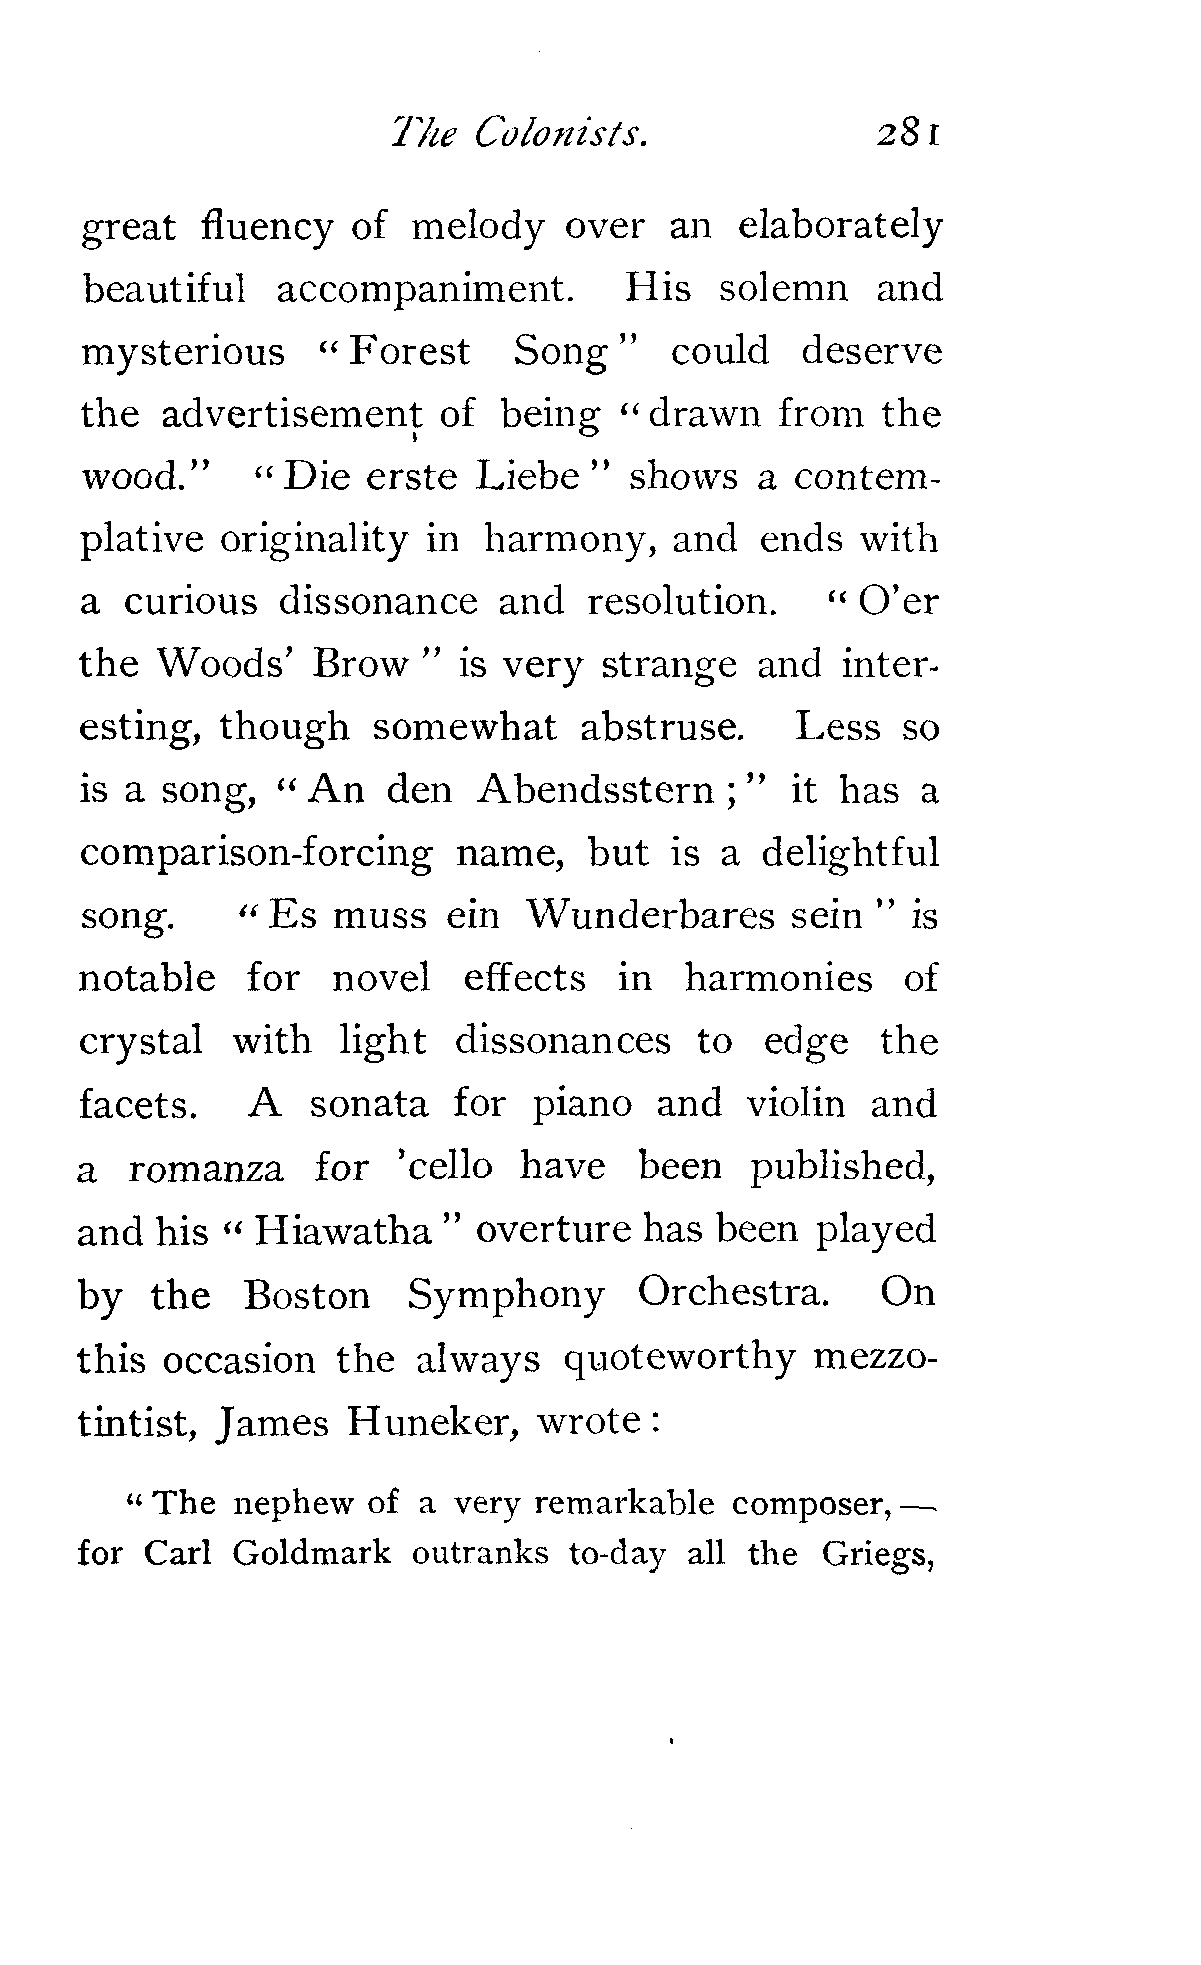 The Colonists. 281
great fluency of melody over an elaborately
beautiful accompaniment. His solemn and
mysterious “Forest Song” could deserve
the advertisement of being “drawn from the
wood.” “Die erste Liebe” shows a contem-
plative originality in harmony, and ends with
a curious dissonance and resolution. “O’er
the Woods’ Brow” is very strange and inter-
esting, though somewhat abstruse. Less so
is a song, “An den Abendsstern;” it has a
comparison-forcing name, but is a delightful
song. “Es muss ein Wunderbares sein” is
notable for novel effects in harmonies of
crystal with light dissonances to edge the
facets. A sonata for piano and violin and
a romanza for ’cello have been published,
and his “Hiawatha” overture has been played
by the Boston Symphony Orchestra. On
this occasion the always quoteworthy mezzo-
tintist, James Huneker, wrote:
“The nephew of a very remarkable composer,—
for Carl Goldmark outranks to-day all the Griegs,